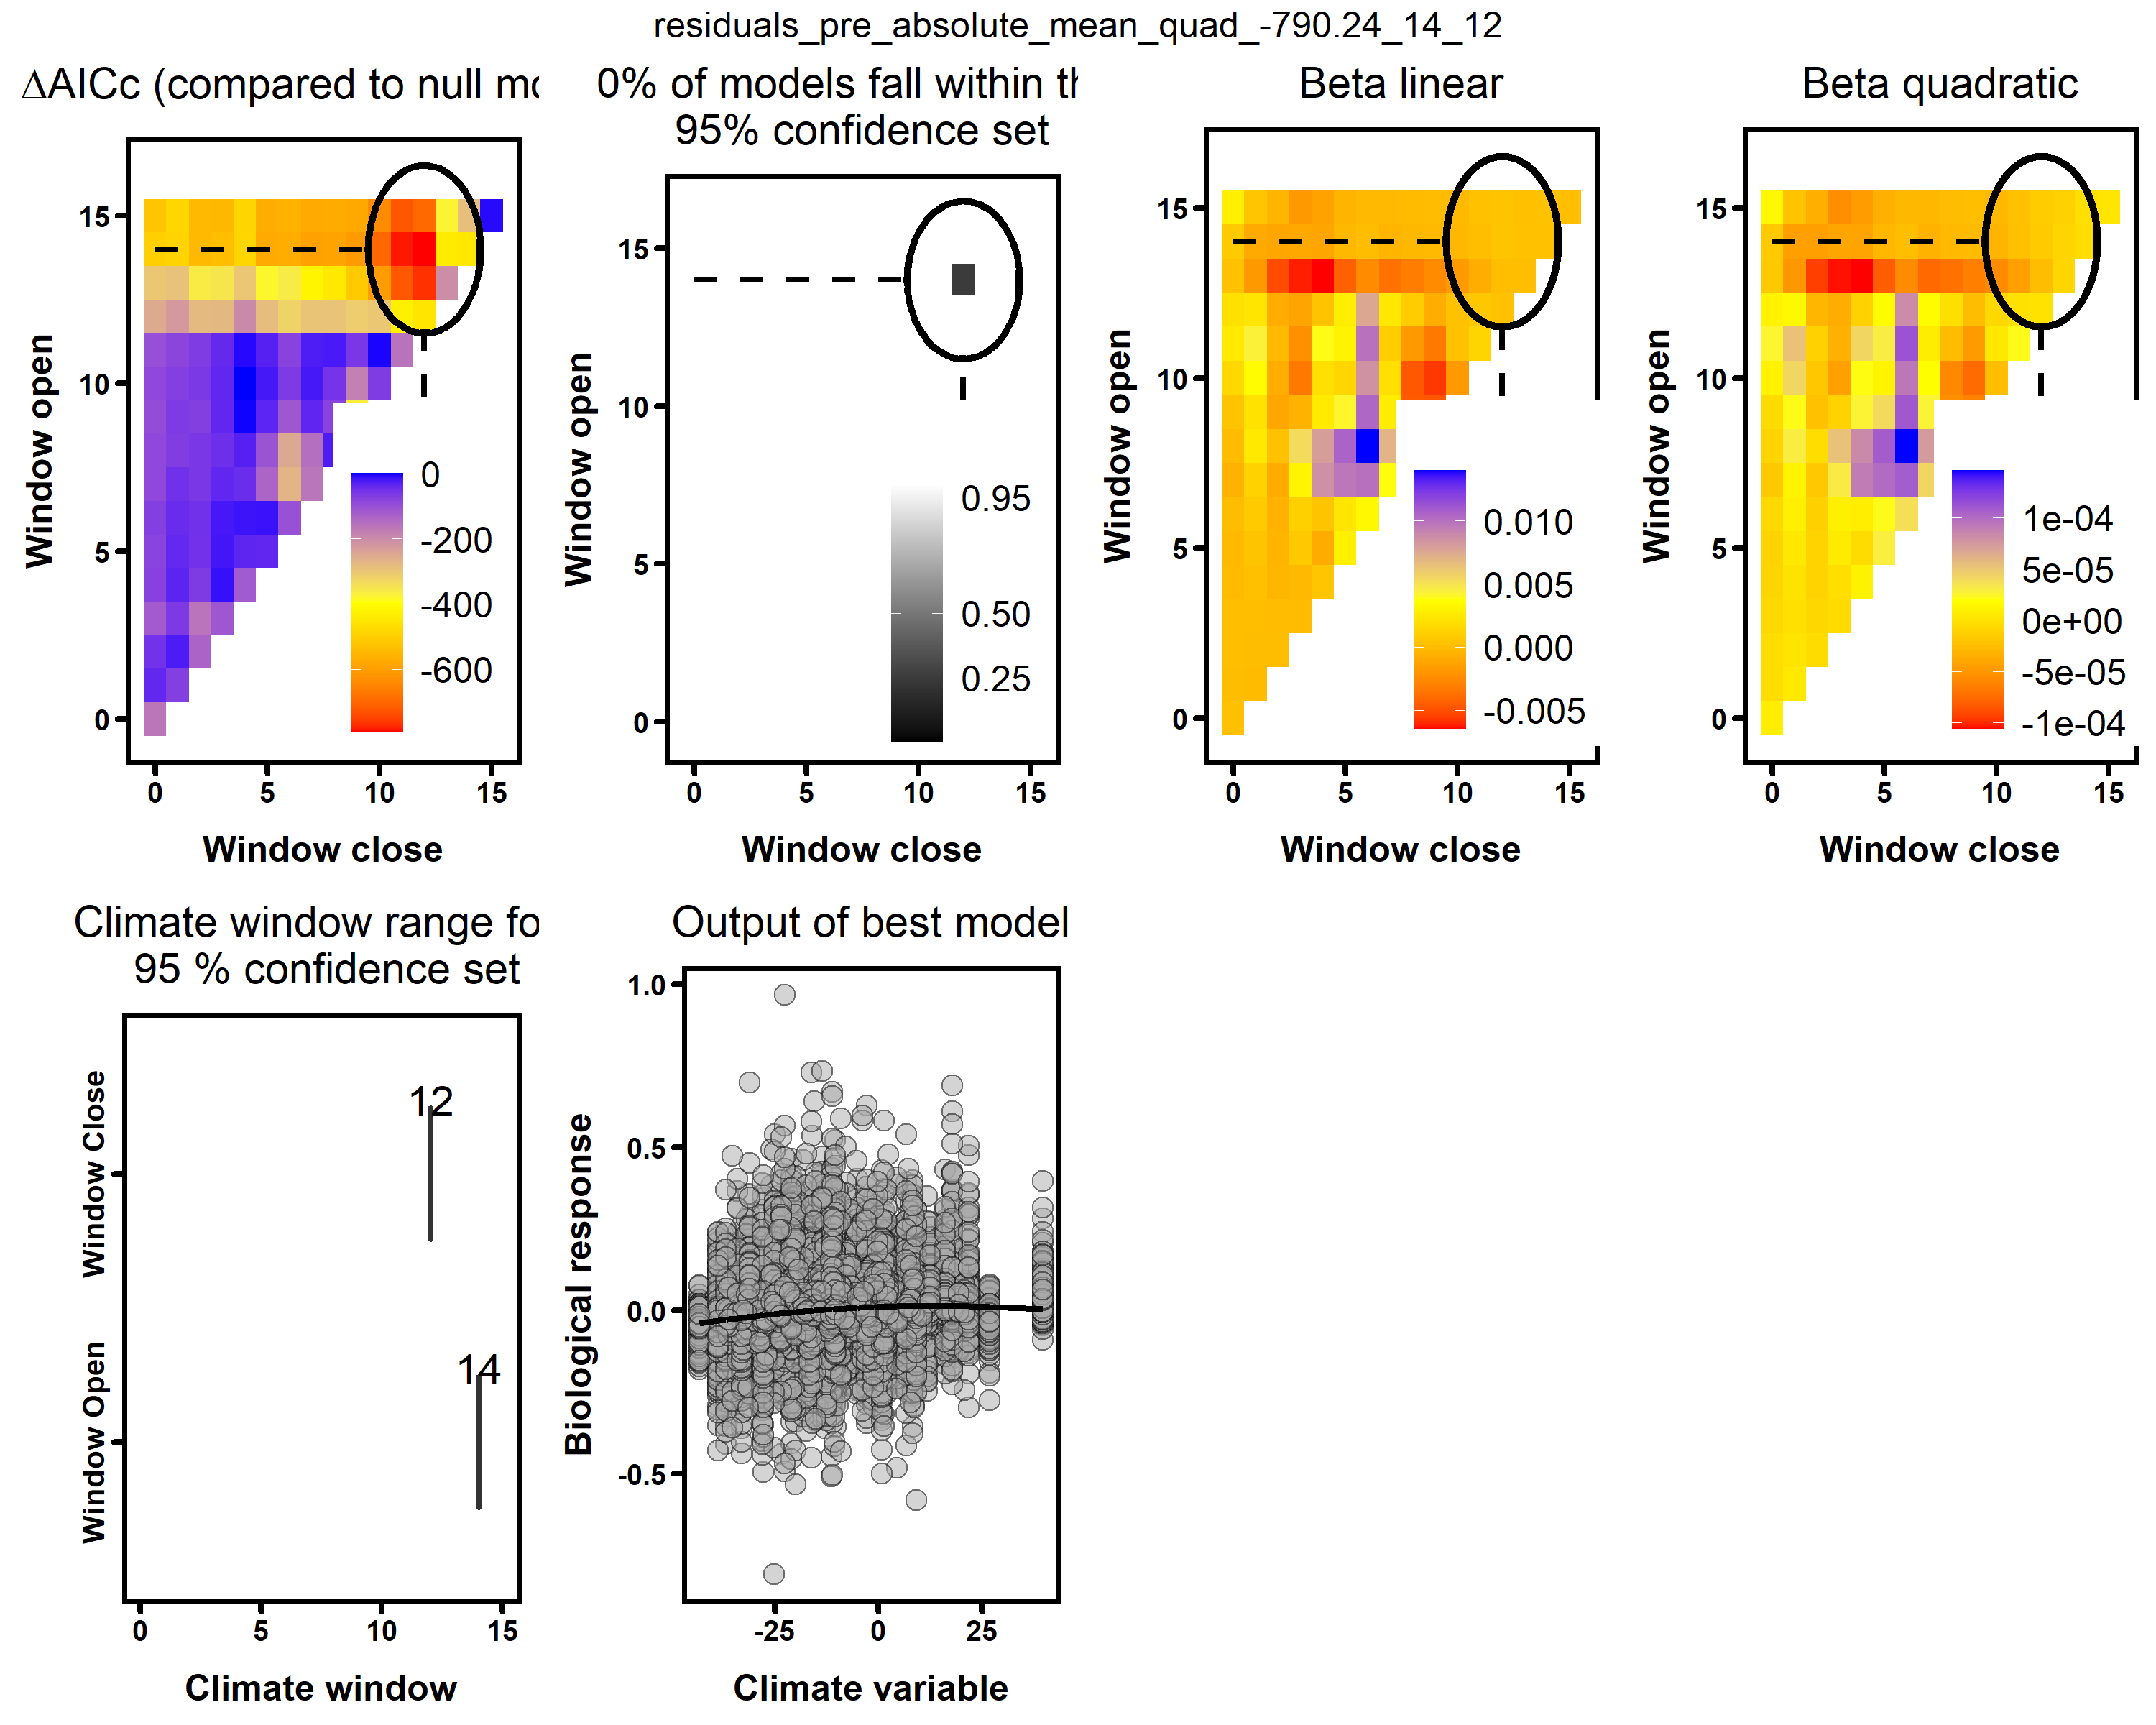 residuals_pre_absolute_mean_quad_-790.24_14_12
ΔAICc (compared to null mo
Window open
15
10
5
0
0
-200
-400
-600
0 5 10 15
Window close
0% of models fall within th
95% confidence set
Window open
15
10
5
0
0.95
0.50
0.25
0 5 10 15
Window close
Beta linear
Window open
15
10
5
0
0.010
0.005
0.000
-0.005
0 5 10 15
Window close
Beta quadratic
Window open
15
10
5
0
1e-04
5e-05
0e+00
-5e-05
-1e-04
0 5 10 15
Window close
Climate window range fo
95 % confidence set
Window Close
Window Open
12
14
0 5 10 15
Climate window
Output of best model
Biological response
1.0
0.5
0.0
-0.5
-25 0 25
Climate variable